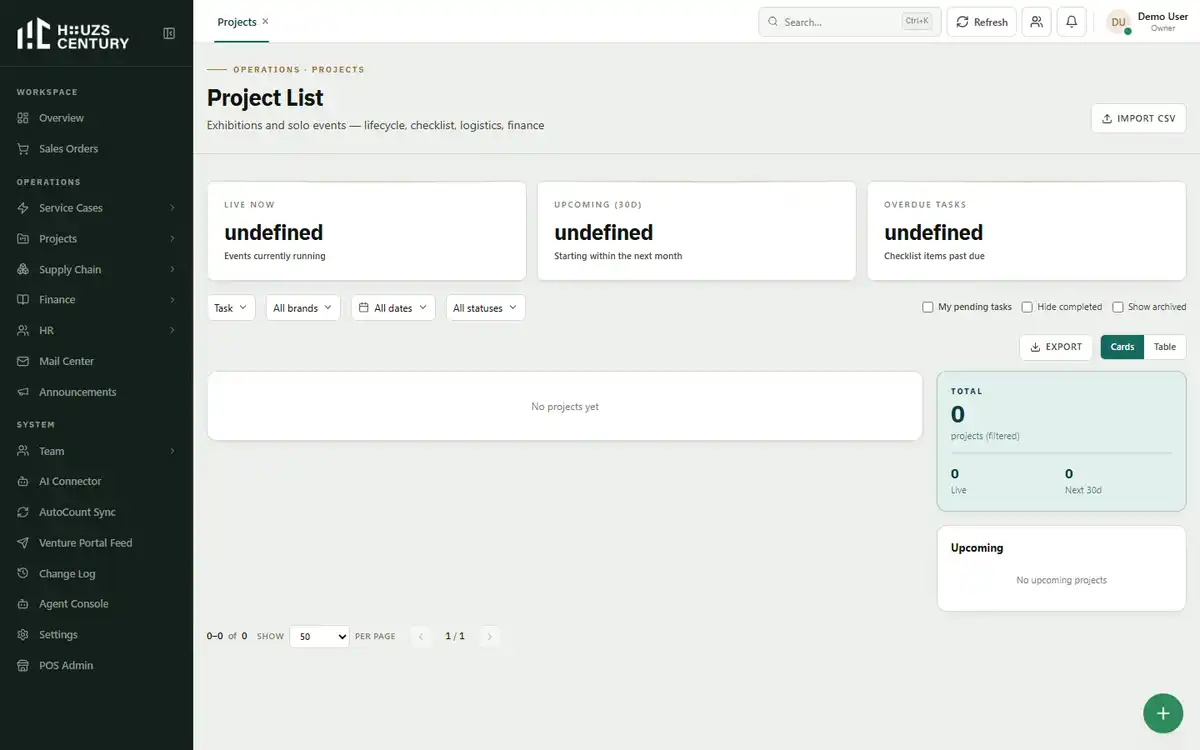 HOUZS
CENTURY
WORKSPACE
Overview
Sales Orders
OPERATIONS
Service Cases
Projects
Supply Chain
Finance
HR
Mail Center
Announcements
SYSTEM
Team
AI Connector
AutoCount Sync
Venture Portal Feed
Change Log
Agent Console
Settings
POS Admin
Projects ×
Search... Ctrl+K
Refresh
DU
Demo User
Owner
OPERATIONS · PROJECTS
Project List
Exhibitions and solo events — lifecycle, checklist, logistics, finance
IMPORT CSV
LIVE NOW
undefined
Events currently running
UPCOMING (30D)
undefined
Starting within the next month
OVERDUE TASKS
undefined
Checklist items past due
Task All brands All dates All statuses
My pending tasks Hide completed Show archived
EXPORT Cards Table
No projects yet
TOTAL
0
projects (filtered)
0 0
Live Next 30d
Upcoming
No upcoming projects
0–0 of 0 SHOW 50 PER PAGE ‹ 1 / 1 ›
+